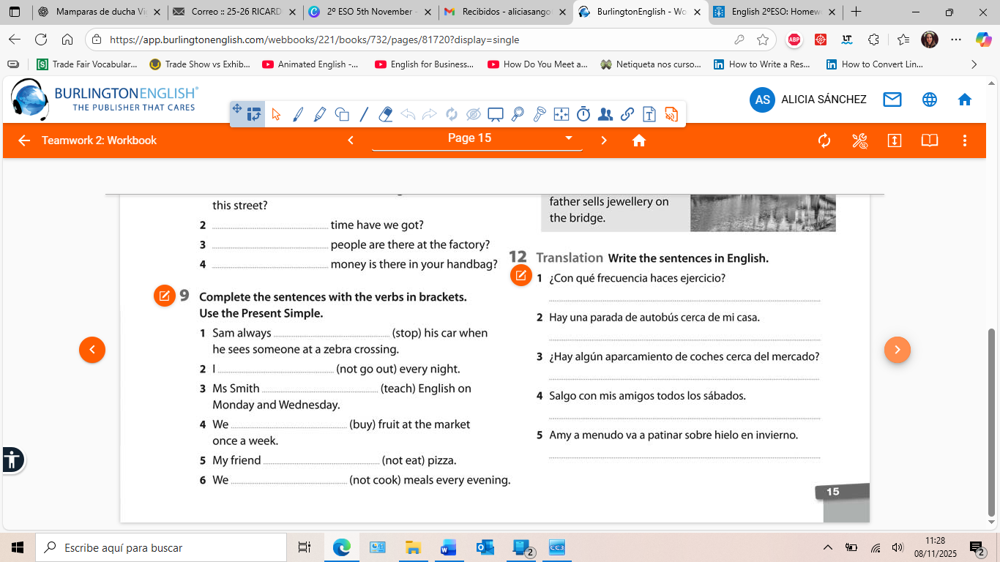 Mamparas de ducha Vi
Correo :: 25-26 RICARD
2º ESO 5th November -
Recibidos - aliciasango
BurlingtonEnglish - Wo
English 2ºESO: Homew
https://app.burlingtonenglish.com/webbooks/221/books/732/pages/81720?display=single
ABP
LT
Trade Fair Vocabular...
Trade Show vs Exhib...
Animated English -...
English for Business...
How Do You Meet a...
Netiqueta nos curso...
How to Write a Res...
How to Convert Lin...
BURLINGTONENGLISH®
THE PUBLISHER THAT CARES
AS ALICIA SÁNCHEZ
Teamwork 2: Workbook
Page 15
this street?
2 time have we got?
3 people are there at the factory?
4 money is there in your handbag?
9 Complete the sentences with the verbs in brackets.
Use the Present Simple.
1 Sam always (stop) his car when
he sees someone at a zebra crossing.
2 I (not go out) every night.
3 Ms Smith (teach) English on
Monday and Wednesday.
4 We (buy) fruit at the market
once a week.
5 My friend (not eat) pizza.
6 We (not cook) meals every evening.
father sells jewellery on
the bridge.
12 Translation Write the sentences in English.
1 ¿Con qué frecuencia haces ejercicio?
2 Hay una parada de autobús cerca de mi casa.
3 ¿Hay algún aparcamiento de coches cerca del mercado?
4 Salgo con mis amigos todos los sábados.
5 Amy a menudo va a patinar sobre hielo en invierno.
15
Escribe aquí para buscar
2
CC3
11:28
08/11/2025
2